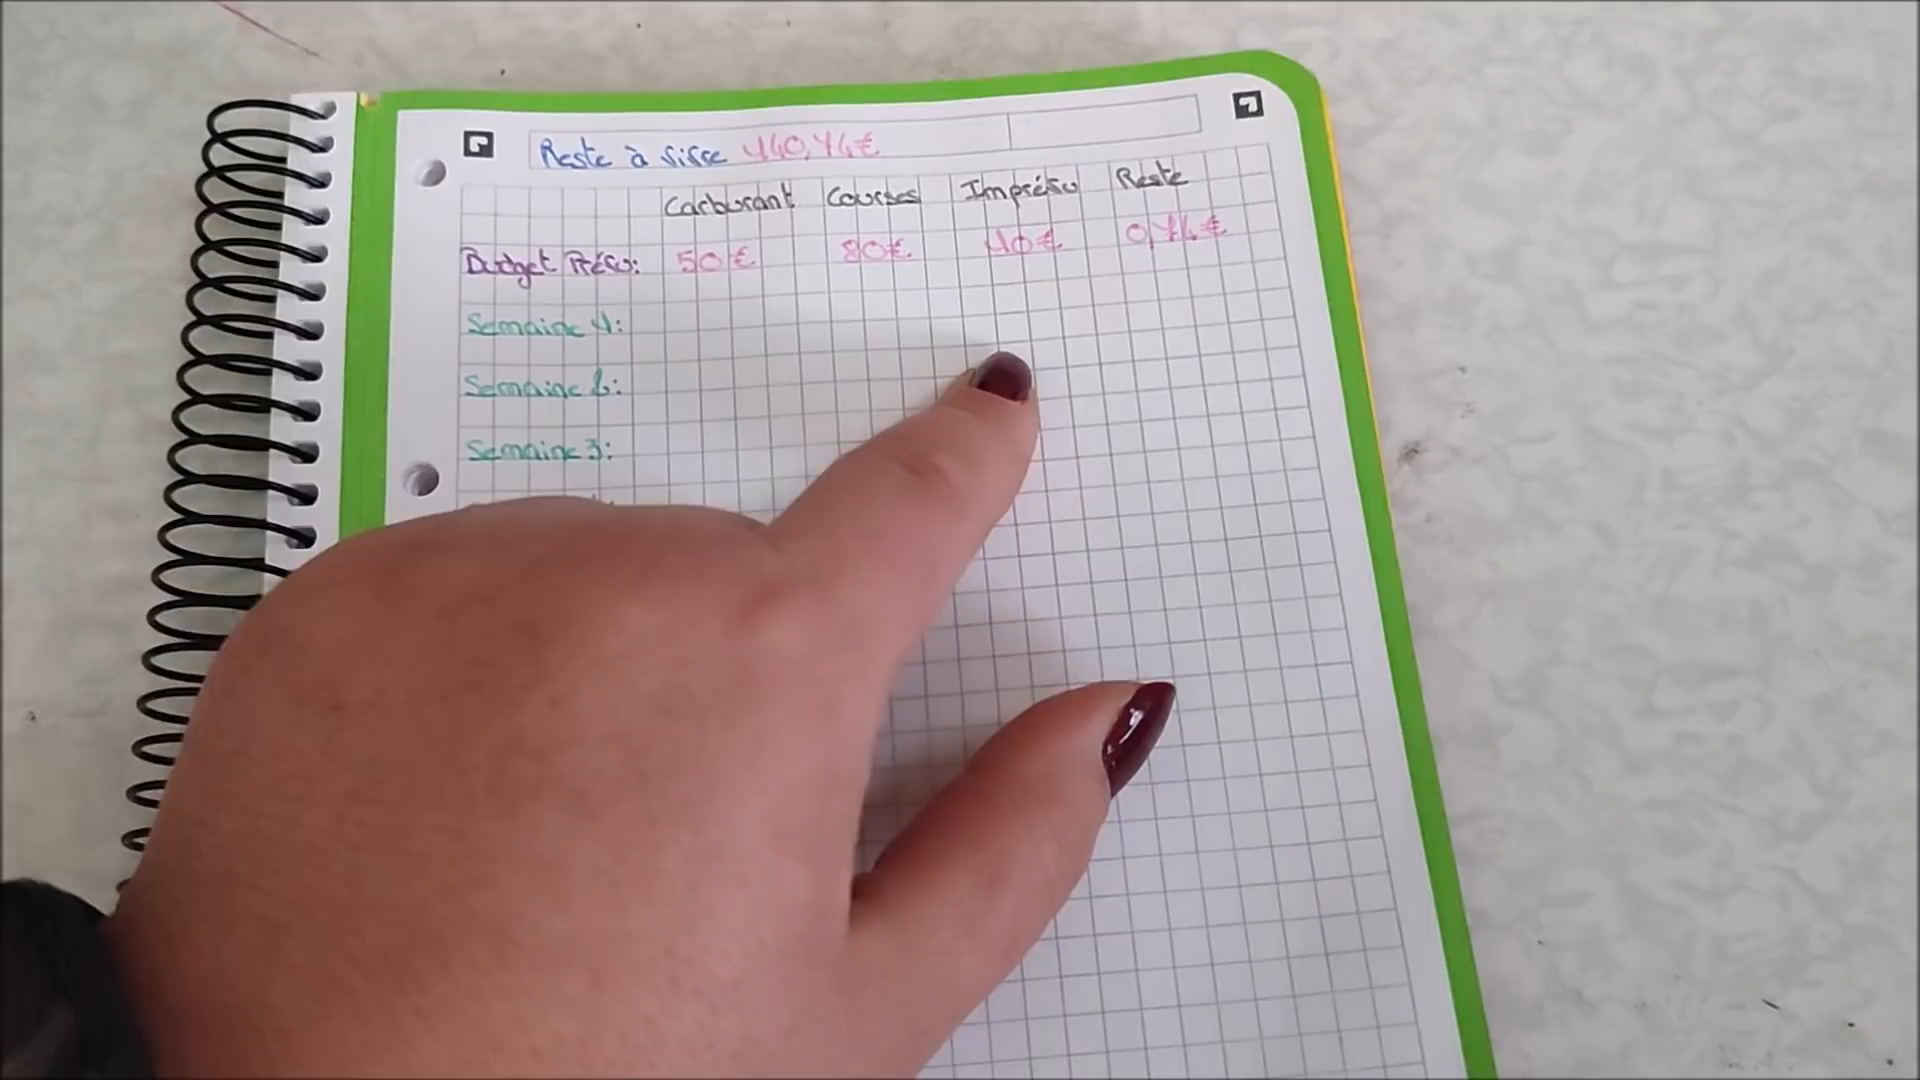 Reste à vivre 140,74€
Carburant Courses Imprévu Reste
Budget Prévu: 50€ 80€ 10€ 0,74€
Semaine 1:
Semaine 2:
Semaine 3: